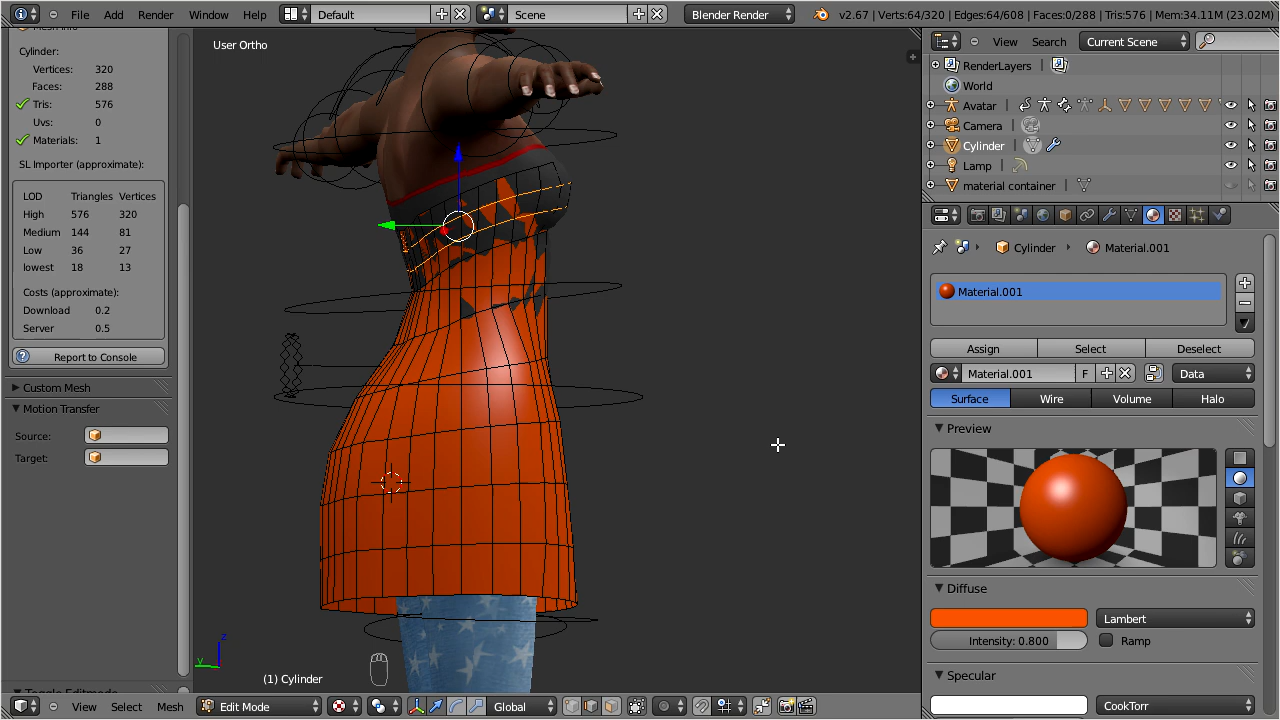 File Add Render Window Help Default Scene Blender Render v2.67 | Verts:64/320 | Edges:64/608 | Faces:0/288 | Tris:576 | Mem:34.11M (23.02M)
Cylinder:
Vertices: 320
Faces: 288
Tris: 576
Uvs: 0
Materials: 1
SL Importer (approximate):
LOD Triangles Vertices
High 576 320
Medium 144 81
Low 36 27
lowest 18 13
Costs (approximate):
Download 0.2
Server 0.5
Report to Console
Custom Mesh
Motion Transfer
Source:
Target:
User Ortho
z
y
(1) Cylinder
View Select Mesh Edit Mode Global
View Search Current Scene
RenderLayers
World
Avatar
Camera
Cylinder
Lamp
material container
Cylinder Material.001
Material.001
Assign Select Deselect
Material.001 F Data
Surface Wire Volume Halo
Preview
Diffuse
Lambert
Intensity: 0.800 Ramp
Specular
CookTorr